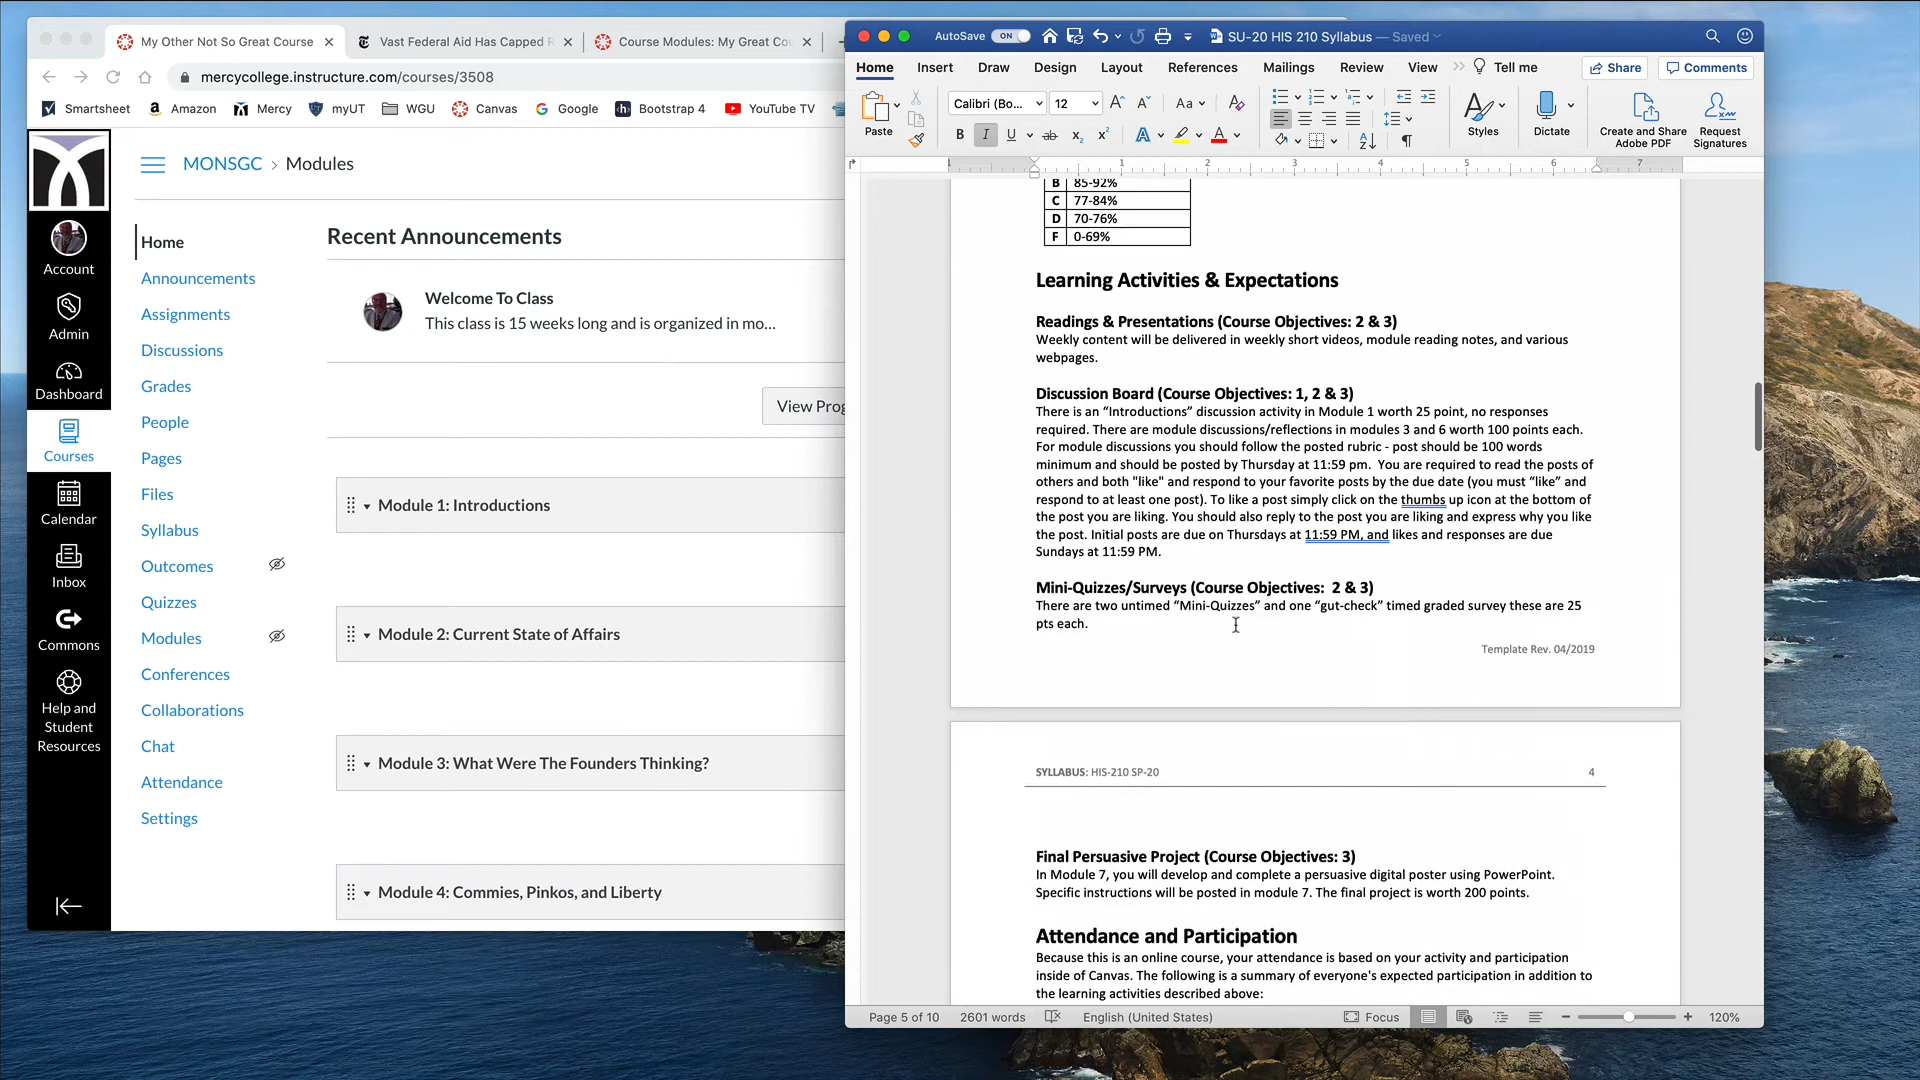 My Other Not So Great Course
Vast Federal Aid Has Capped R
Course Modules: My Great Cou
mercycollege.instructure.com/courses/3508
Smartsheet
Amazon
Mercy
myUT
WGU
Canvas
Google
Bootstrap 4
YouTube TV
MONSGC > Modules
Account
Admin
Dashboard
Courses
Calendar
Inbox
Commons
Help and
Student
Resources
Home
Announcements
Assignments
Discussions
Grades
People
Pages
Files
Syllabus
Outcomes
Quizzes
Modules
Conferences
Collaborations
Chat
Attendance
Settings
Recent Announcements
Welcome To Class
This class is 15 weeks long and is organized in mo...
View Prog
Module 1: Introductions
Module 2: Current State of Affairs
Module 3: What Were The Founders Thinking?
Module 4: Commies, Pinkos, and Liberty
AutoSave ON
SU-20 HIS 210 Syllabus — Saved
Home Insert Draw Design Layout References Mailings Review View Tell me
Share
Comments
Paste
Calibri (Bo...
12
Styles
Dictate
Create and Share
Adobe PDF
Request
Signatures
1 1 2 3 4 5 6 7
B 85-92%
C 77-84%
D 70-76%
F 0-69%
Learning Activities & Expectations
Readings & Presentations (Course Objectives: 2 & 3)
Weekly content will be delivered in weekly short videos, module reading notes, and various
webpages.
Discussion Board (Course Objectives: 1, 2 & 3)
There is an “Introductions” discussion activity in Module 1 worth 25 point, no responses
required. There are module discussions/reflections in modules 3 and 6 worth 100 points each.
For module discussions you should follow the posted rubric - post should be 100 words
minimum and should be posted by Thursday at 11:59 pm.  You are required to read the posts of
others and both "like" and respond to your favorite posts by the due date (you must “like” and
respond to at least one post). To like a post simply click on the thumbs up icon at the bottom of
the post you are liking. You should also reply to the post you are liking and express why you like
the post. Initial posts are due on Thursdays at 11:59 PM, and likes and responses are due
Sundays at 11:59 PM.
Mini-Quizzes/Surveys (Course Objectives:  2 & 3)
There are two untimed “Mini-Quizzes” and one “gut-check” timed graded survey these are 25
pts each.
Template Rev. 04/2019
SYLLABUS: HIS-210 SP-20 4
Final Persuasive Project (Course Objectives: 3)
In Module 7, you will develop and complete a persuasive digital poster using PowerPoint.
Specific instructions will be posted in module 7. The final project is worth 200 points.
Attendance and Participation
Because this is an online course, your attendance is based on your activity and participation
inside of Canvas. The following is a summary of everyone's expected participation in addition to
the learning activities described above:
Page 5 of 10
2601 words
English (United States)
Focus
120%